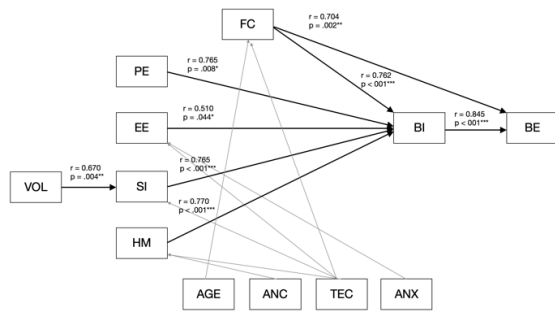 FC
r = 0.704
p = .002**
r = 0.765
p = .008*
PE
r = 0.762
p < 001***
r = 0.510
p = .044*
EE
BI
r = 0.845
p <001***
BE
r = 0.670
p = .004**
r = 0.765
p < .001***
VOL
SI
r = 0.770
p < .001***
HM
AGE
ANC
TEC
ANX